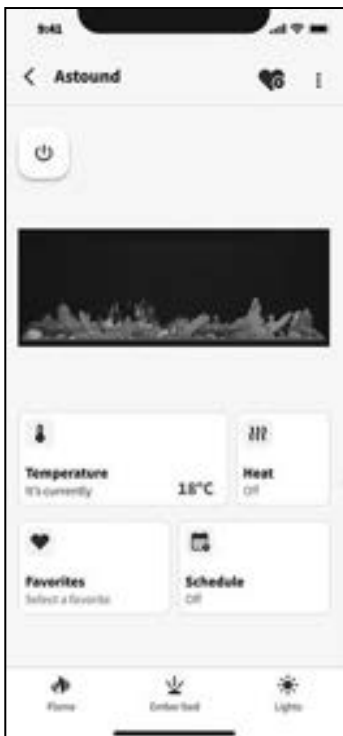 9:41
Astound
Temperature
It's currently
18°C
Heat
Off
Favorites
Select a favorite
Schedule
Off
Flame
Ember bed
Lights